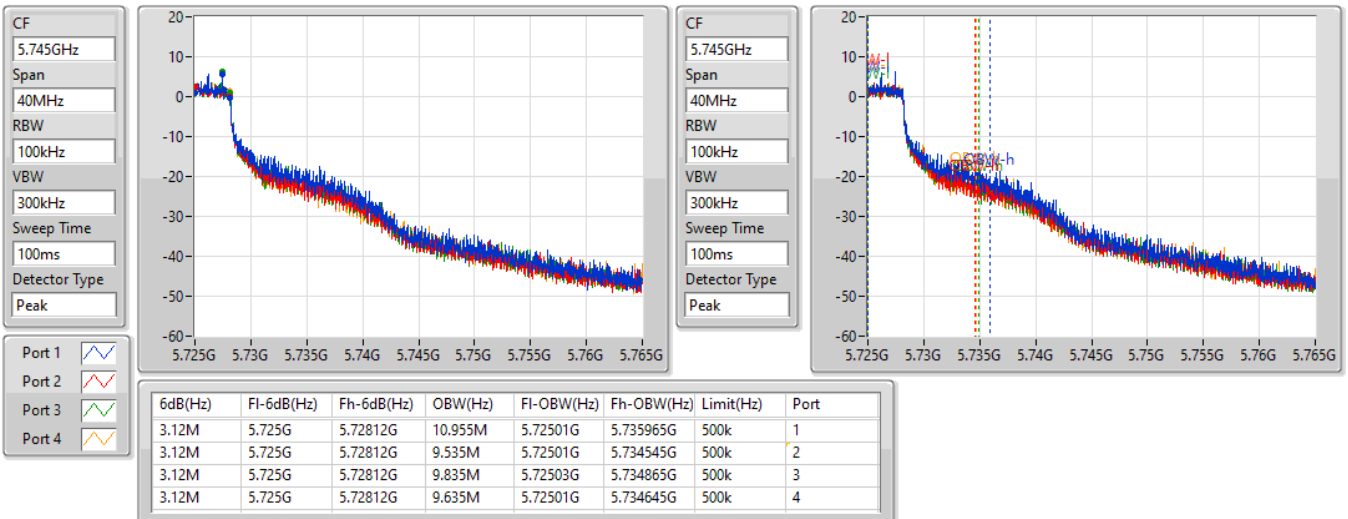 CF
5.745GHz
Span
40MHz
RBW
100kHz
VBW
300kHz
Sweep Time
100ms
Detector Type
Peak
20
10
0
-10
-20
-30
-40
-50
-60
5.725G 5.73G 5.735G 5.74G 5.745G 5.75G 5.755G 5.76G 5.765G
CF
5.745GHz
Span
40MHz
RBW
100kHz
VBW
300kHz
Sweep Time
100ms
Detector Type
Peak
20
10
0
-10
-20
-30
-40
-50
-60
OBW-h
5.725G 5.73G 5.735G 5.74G 5.745G 5.75G 5.755G 5.76G 5.765G
Port 1
Port 2
Port 3
Port 4
6dB(Hz) Fl-6dB(Hz) Fh-6dB(Hz) OBW(Hz) Fl-OBW(Hz) Fh-OBW(Hz) Limit(Hz) Port
3.12M 5.725G 5.72812G 10.955M 5.72501G 5.735965G 500k 1
3.12M 5.725G 5.72812G 9.535M 5.72501G 5.734545G 500k 2
3.12M 5.725G 5.72812G 9.835M 5.72503G 5.734865G 500k 3
3.12M 5.725G 5.72812G 9.635M 5.72501G 5.734645G 500k 4